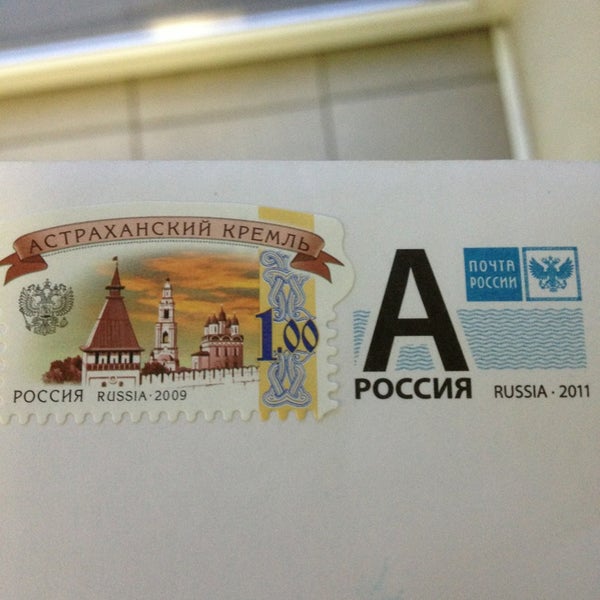 АСТРАХАНСКИЙ КРЕМЛЬ
1.00
РОССИЯ RUSSIA·2009
ПОЧТА
РОССИИ
А
РОССИЯ RUSSIA · 2011